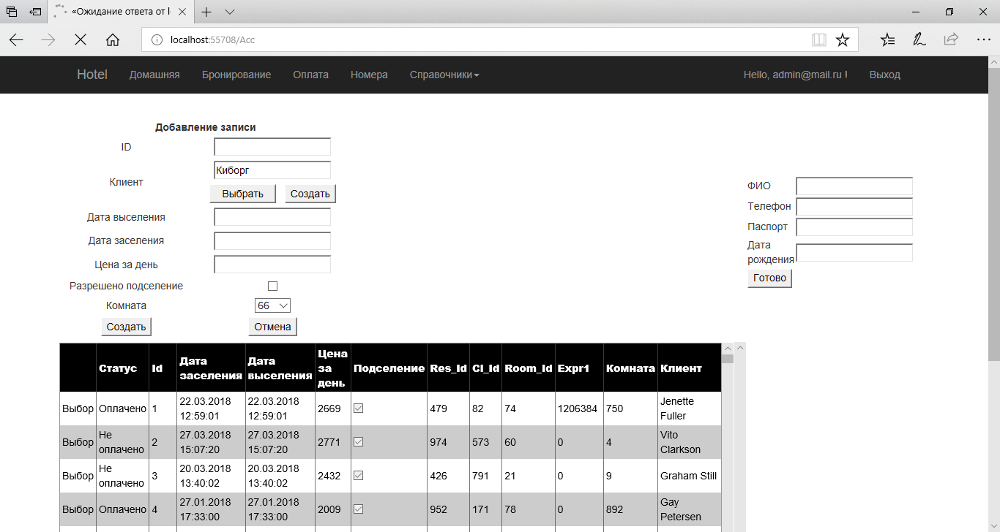 «Ожидание ответа от l
localhost:55708/Acc
Hotel Домашняя Бронирование Оплата Номера Справочники Hello, admin@mail.ru ! Выход
Добавление записи
ID
Клиент Киборг
Выбрать Создать
Дата выселения
Дата заселения
Цена за день
Разрешено подселение
Комната 66
Создать Отмена
ФИО
Телефон
Паспорт
Дата
рождения
Готово
Статус Id Дата заселения Дата выселения Цена за день Подселение Res_Id Cl_Id Room_Id Expr1 Комната Клиент
Выбор Оплачено 1 22.03.2018 12:59:01 22.03.2018 12:59:01 2669 479 82 74 1206384 750 Jenette Fuller
Выбор Не оплачено 2 27.03.2018 15:07:20 27.03.2018 15:07:20 2771 974 573 60 0 4 Vito Clarkson
Выбор Не оплачено 3 20.03.2018 13:40:02 20.03.2018 13:40:02 2432 426 791 21 0 9 Graham Still
Выбор Оплачено 4 27.01.2018 17:33:00 27.01.2018 17:33:00 2009 952 171 78 0 892 Gay Petersen